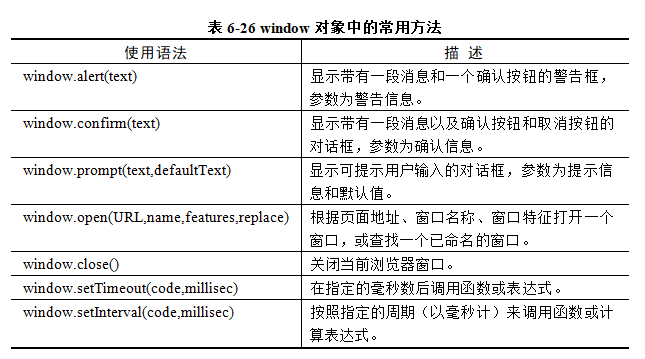 表 6-26 window 对象中的常用方法
使用语法 描 述
window.alert(text) 显示带有一段消息和一个确认按钮的警告框，
参数为警告信息。
window.confirm(text) 显示带有一段消息以及确认按钮和取消按钮的
对话框，参数为确认信息。
window.prompt(text,defaultText) 显示可提示用户输入的对话框，参数为提示信
息和默认值。
window.open(URL,name,features,replace) 根据页面地址、窗口名称、窗口特征打开一个
窗口，或查找一个已命名的窗口。
window.close() 关闭当前浏览器窗口。
window.setTimeout(code,millisec) 在指定的毫秒数后调用函数或表达式。
window.setInterval(code,millisec) 按照指定的周期（以毫秒计）来调用函数或计
算表达式。